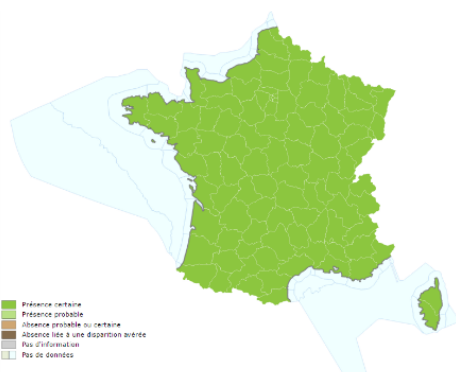 Présence certaine
Présence probable
Absence probable ou certaine
Absence liée à une disparition avérée
Pas d'information
Pas de données